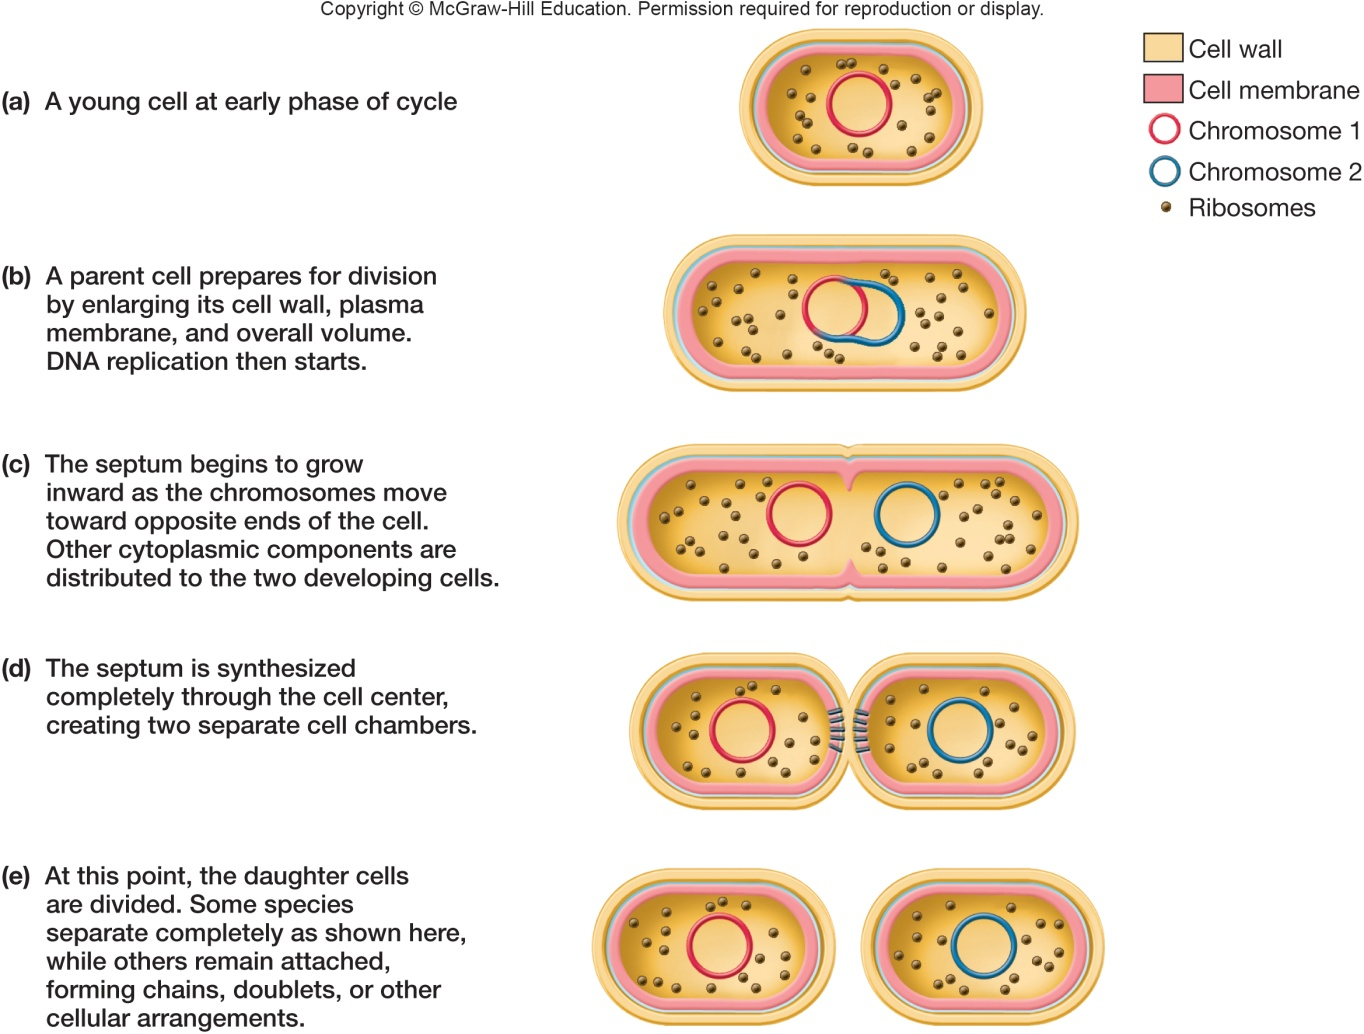 Copyright © McGraw-Hill Education. Permission required for reproduction or display.
Cell wall
Cell membrane
Chromosome 1
Chromosome 2
Ribosomes
(a) A young cell at early phase of cycle
(b) A parent cell prepares for division
by enlarging its cell wall, plasma
membrane, and overall volume.
DNA replication then starts.
(c) The septum begins to grow
inward as the chromosomes move
toward opposite ends of the cell.
Other cytoplasmic components are
distributed to the two developing cells.
(d) The septum is synthesized
completely through the cell center,
creating two separate cell chambers.
(e) At this point, the daughter cells
are divided. Some species
separate completely as shown here,
while others remain attached,
forming chains, doublets, or other
cellular arrangements.